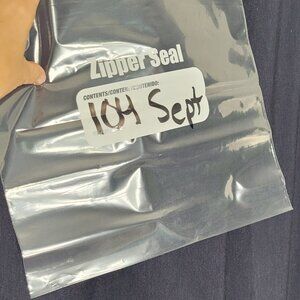 Zipper Seal
CONTENTS/CONTENU/CONTENIDO:
104 Sept